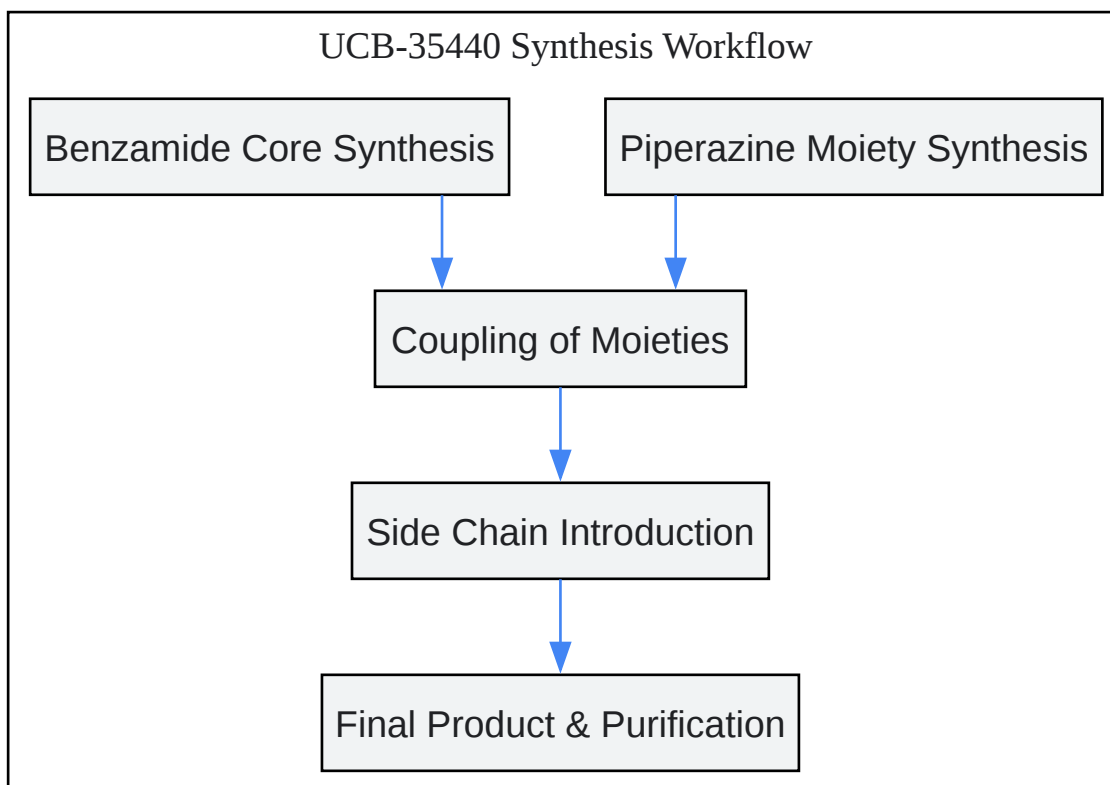 UCB-35440 Synthesis Workflow
Benzamide Core Synthesis
Piperazine Moiety Synthesis
Coupling of Moieties
Side Chain Introduction
Final Product & Purification